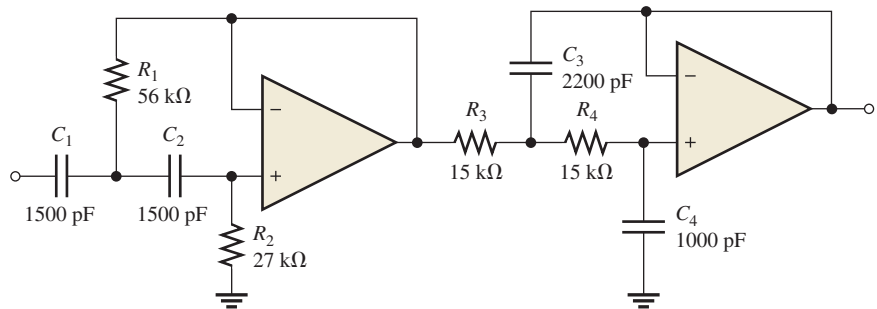 R1
56 kΩ
C1
1500 pF
C2
1500 pF
−
+
R2
27 kΩ
R3
15 kΩ
C3
2200 pF
R4
15 kΩ
−
+
C4
1000 pF